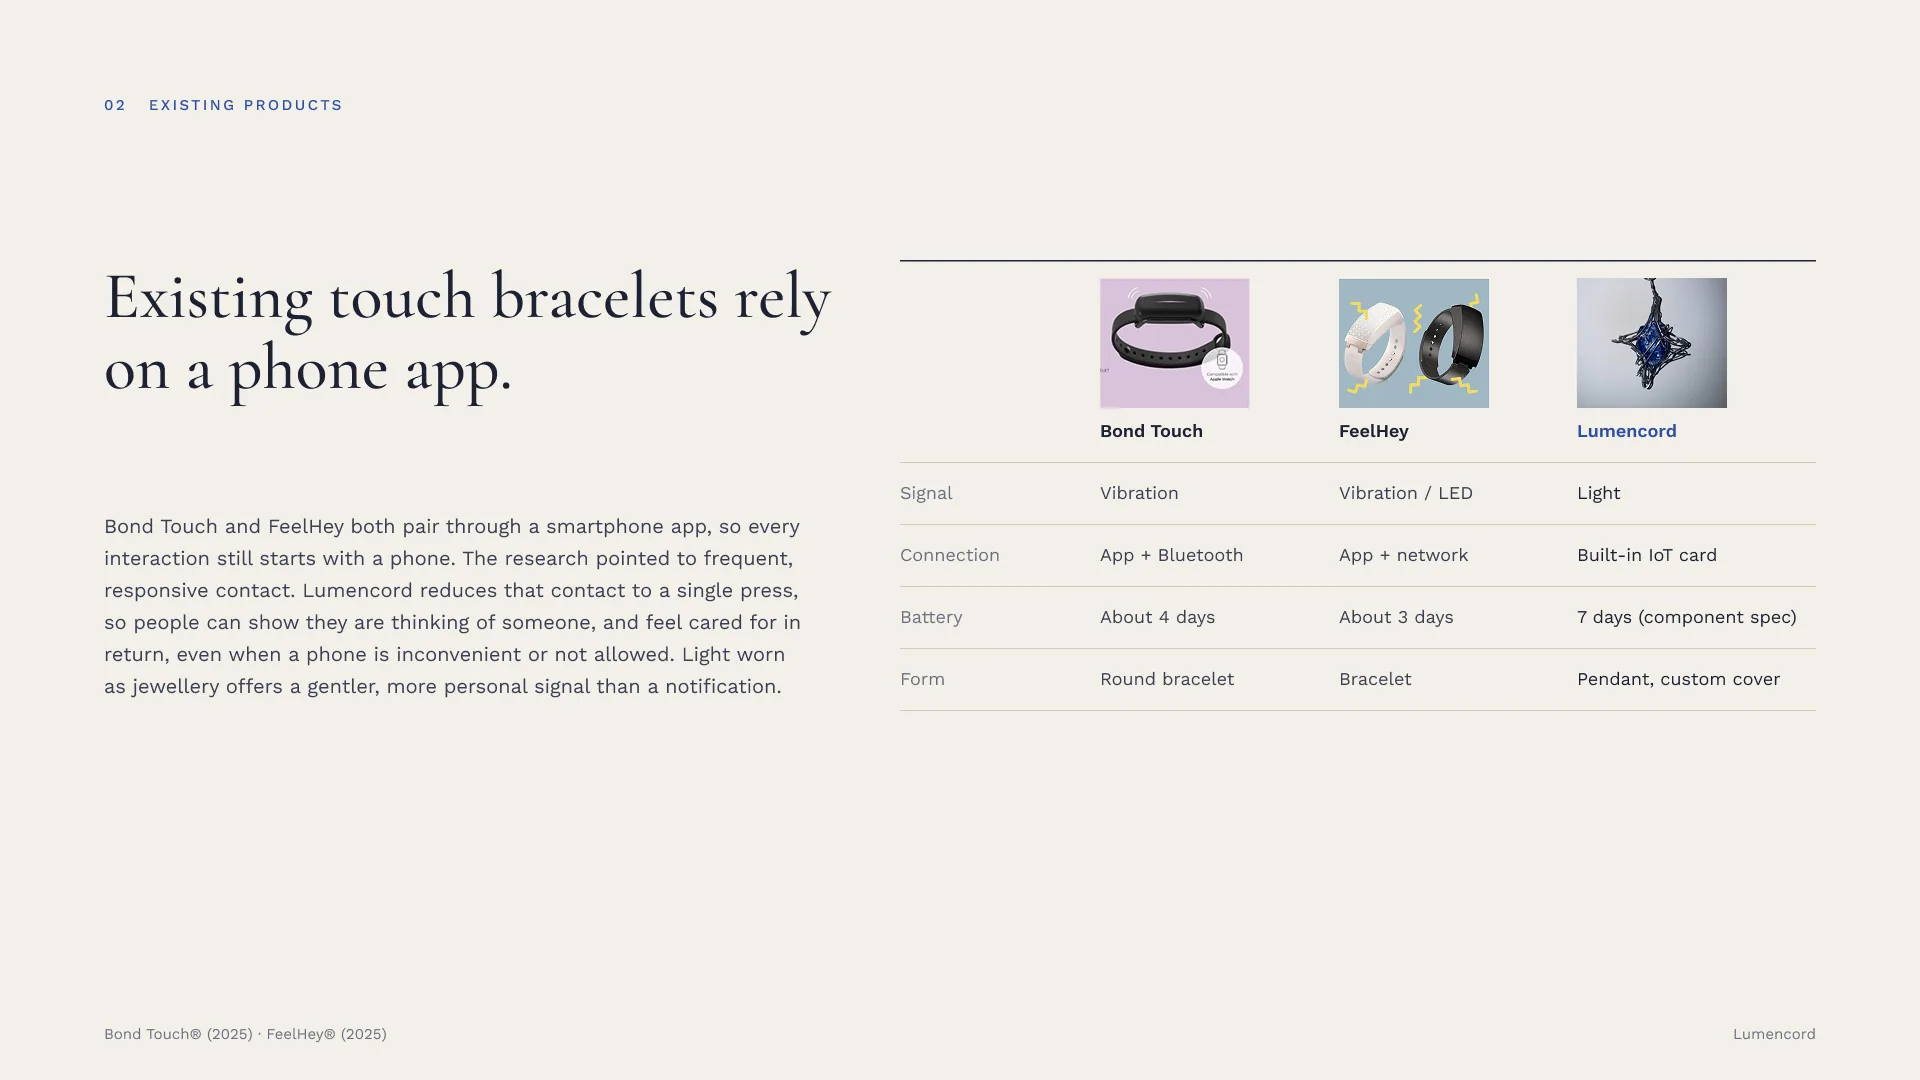 02 EXISTING PRODUCTS
Existing touch bracelets rely
on a phone app.
Bond Touch and FeelHey both pair through a smartphone app, so every
interaction still starts with a phone. The research pointed to frequent,
responsive contact. Lumencord reduces that contact to a single press,
so people can show they are thinking of someone, and feel cared for in
return, even when a phone is inconvenient or not allowed. Light worn
as jewellery offers a gentler, more personal signal than a notification.
Compatible with
Apple Watch
Bond Touch FeelHey Lumencord
Signal Vibration Vibration / LED Light
Connection App + Bluetooth App + network Built-in IoT card
Battery About 4 days About 3 days 7 days (component spec)
Form Round bracelet Bracelet Pendant, custom cover
Bond Touch® (2025) · FeelHey® (2025)
Lumencord